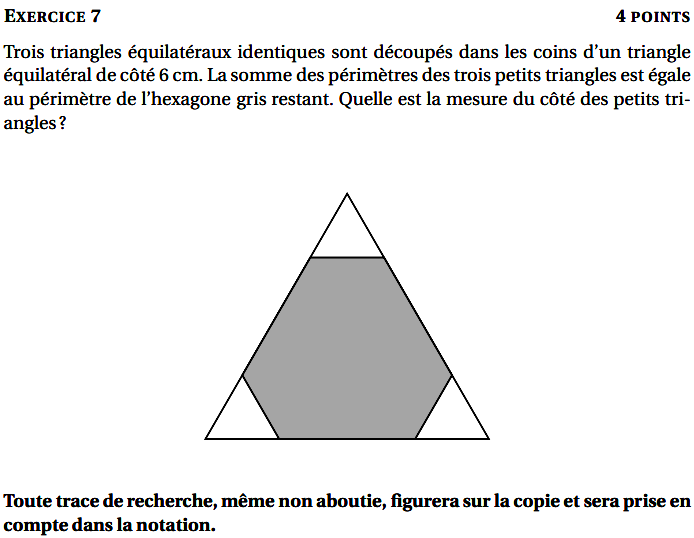 EXERCICE 7 4 POINTS
Trois triangles équilatéraux identiques sont découpés dans les coins d’un triangle
équilatéral de côté 6 cm. La somme des périmètres des trois petits triangles est égale
au périmètre de l’hexagone gris restant. Quelle est la mesure du côté des petits tri-
angles ?
Toute trace de recherche, même non aboutie, figurera sur la copie et sera prise en
compte dans la notation.